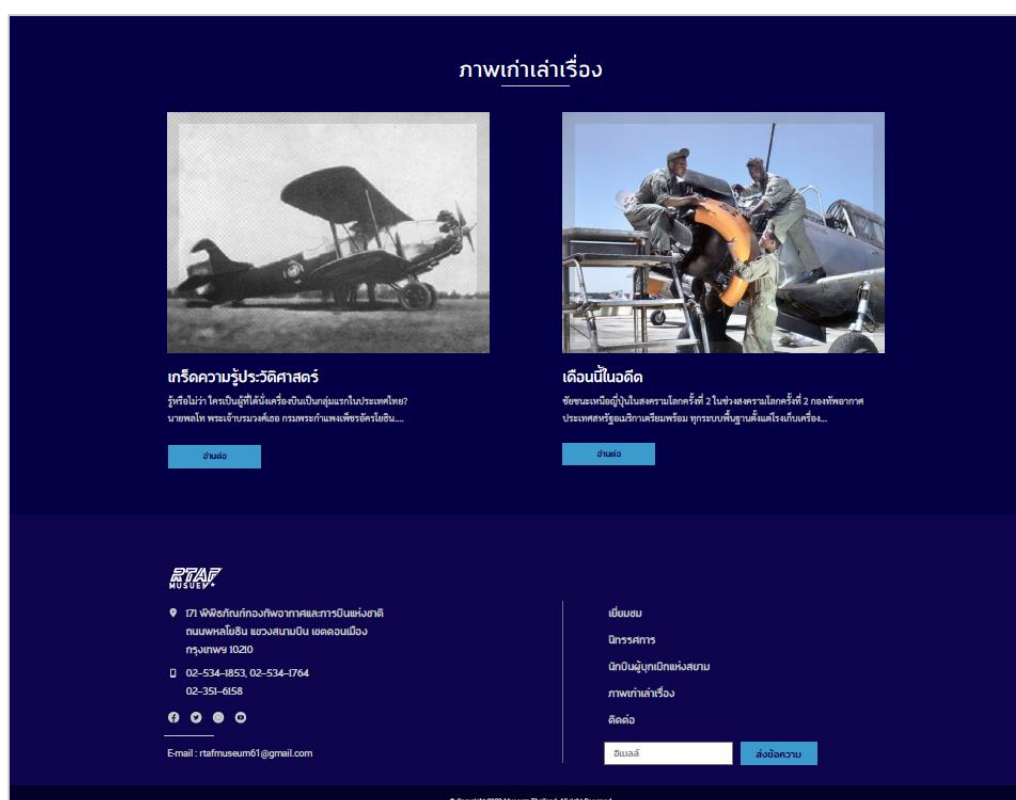 ภาพเก่าเล่าเรื่อง
เกร็ดความรู้ประวัติศาสตร์
รู้หรือไม่ว่า ใครเป็นผู้ที่ได้นั่งเครื่องบินเป็นกลุ่มแรกในประเทศไทย?
นายพลโท พระเจ้าบรมวงศ์เธอ กรมพระกำแพงเพ็ชรอัครโยธิน....
อ่านต่อ
เดือนนี้ในอดีต
ชัยชนะเหนือญี่ปุ่นในสงครามโลกครั้งที่ 2 ในช่วงสงครามโลกครั้งที่ 2 กองทัพอากาศ
ประเทศสหรัฐอเมริกาเตรียมพร้อม ทุกระบบพื้นฐานตั้งแต่โรงเก็บเครื่อง...
อ่านต่อ
RTAF
171 พิพิธภัณฑ์กองทัพอากาศและการบินแห่งชาติ
ถนนพหลโยธิน แขวงสนามบิน เขตดอนเมือง
กรุงเทพฯ 10210
02-534-1853, 02-534-1764
02-351-6158
E-mail : rtafmuseum61@gmail.com
เยี่ยมชม
นิทรรศการ
นักบินผู้บุกเบิกแห่งสยาม
ภาพเก่าเล่าเรื่อง
ติดต่อ
อีเมลล์
ส่งข้อความ